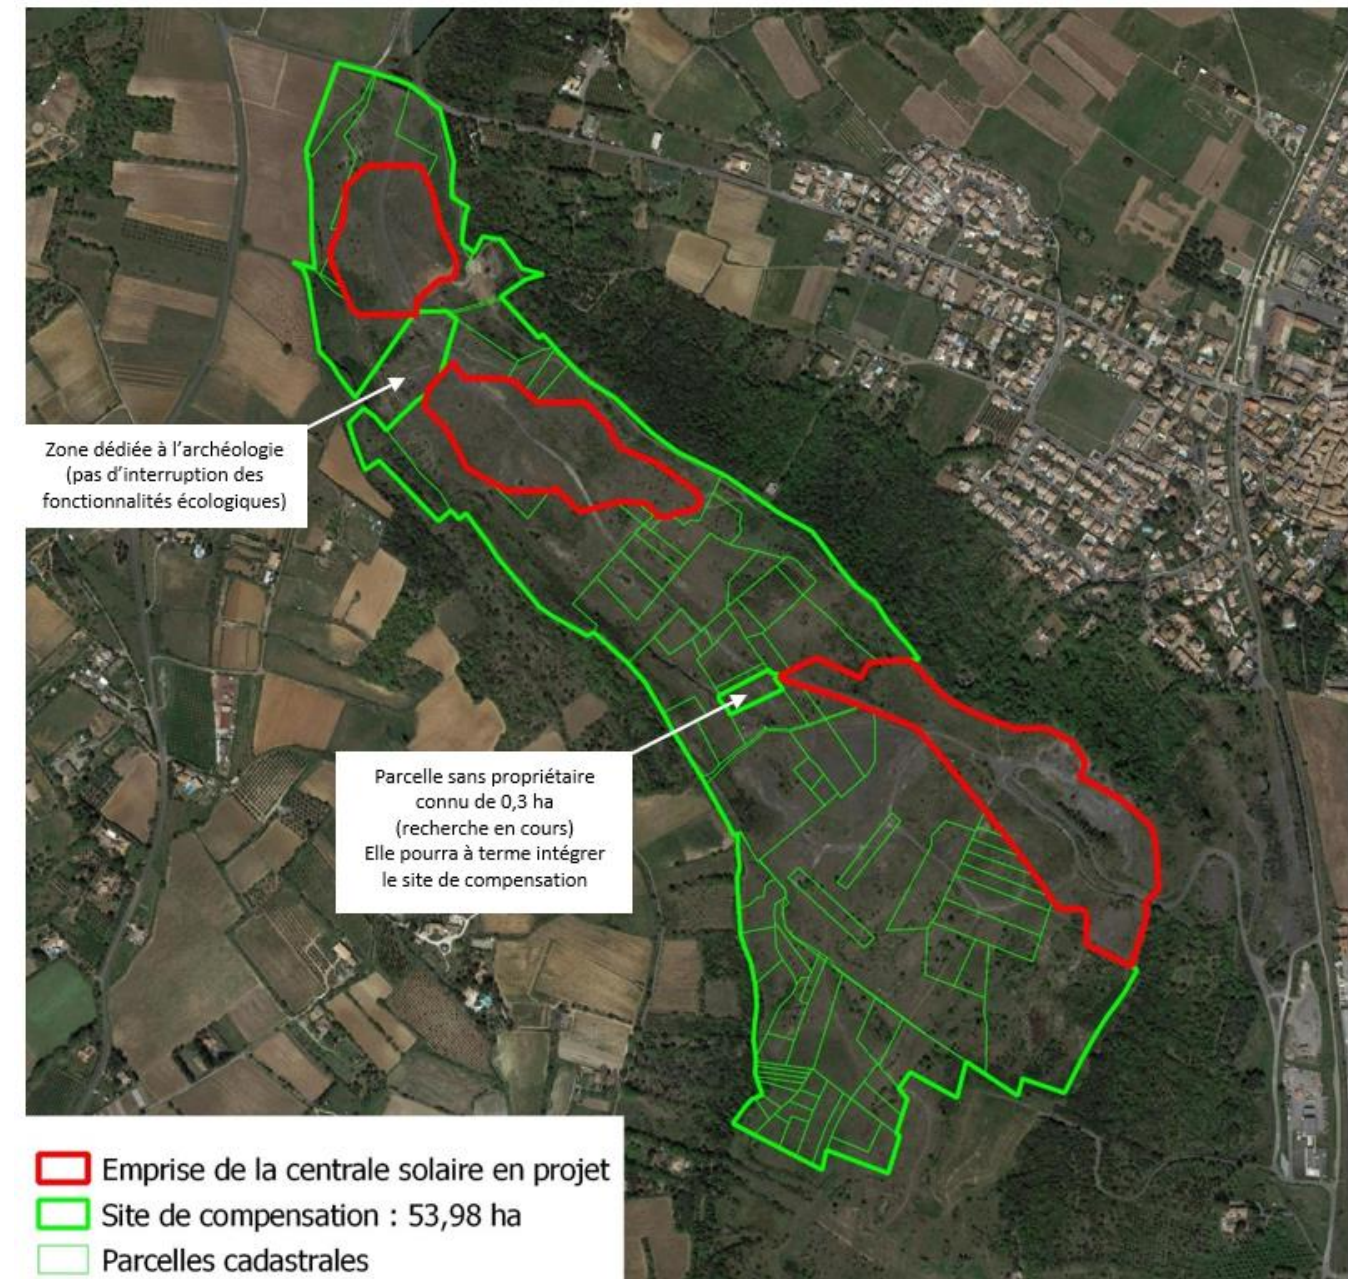 Zone dédiée à l'archéologie
(pas d'interruption des
fonctionnalités écologiques)
Parcelle sans propriétaire
connu de 0,3 ha
(recherche en cours)
Elle pourra à terme intégrer
le site de compensation
Emprise de la centrale solaire en projet
Site de compensation : 53,98 ha
Parcelles cadastrales